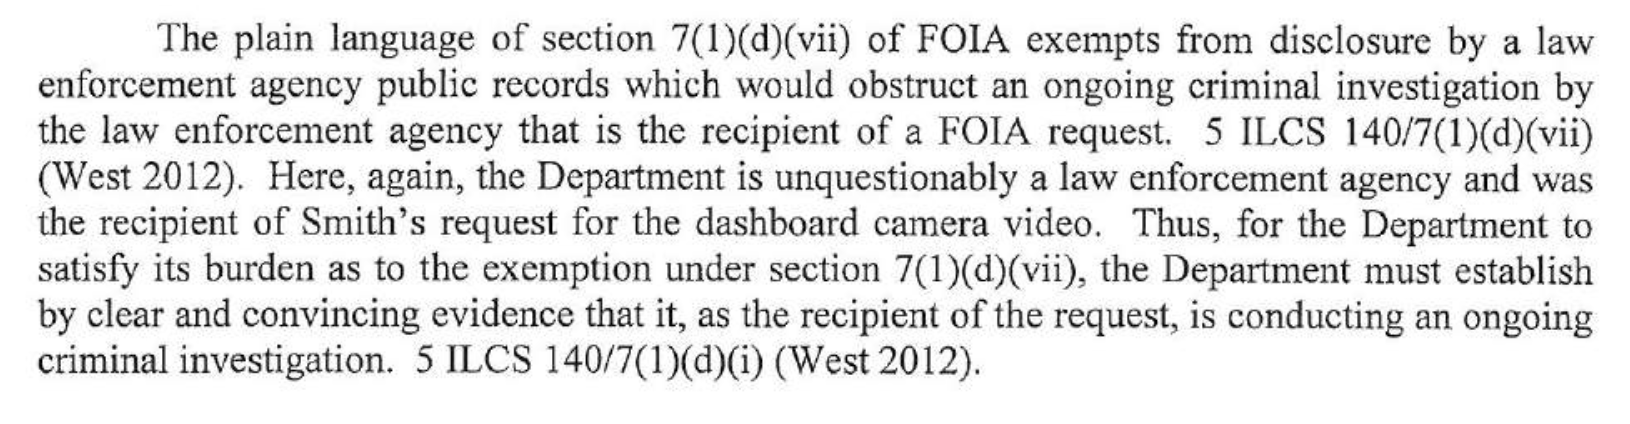 The plain language of section 7(1)(d)(vii) of FOIA exempts from disclosure by a law
enforcement agency public records which would obstruct an ongoing criminal investigation by
the law enforcement agency that is the recipient of a FOIA request.  5 ILCS 140/7(1)(d)(vii)
(West 2012).  Here, again, the Department is unquestionably a law enforcement agency and was
the recipient of Smith's request for the dashboard camera video.  Thus, for the Department to
satisfy its burden as to the exemption under section 7(1)(d)(vii), the Department must establish
by clear and convincing evidence that it, as the recipient of the request, is conducting an ongoing
criminal investigation.  5 ILCS 140/7(1)(d)(i) (West 2012).